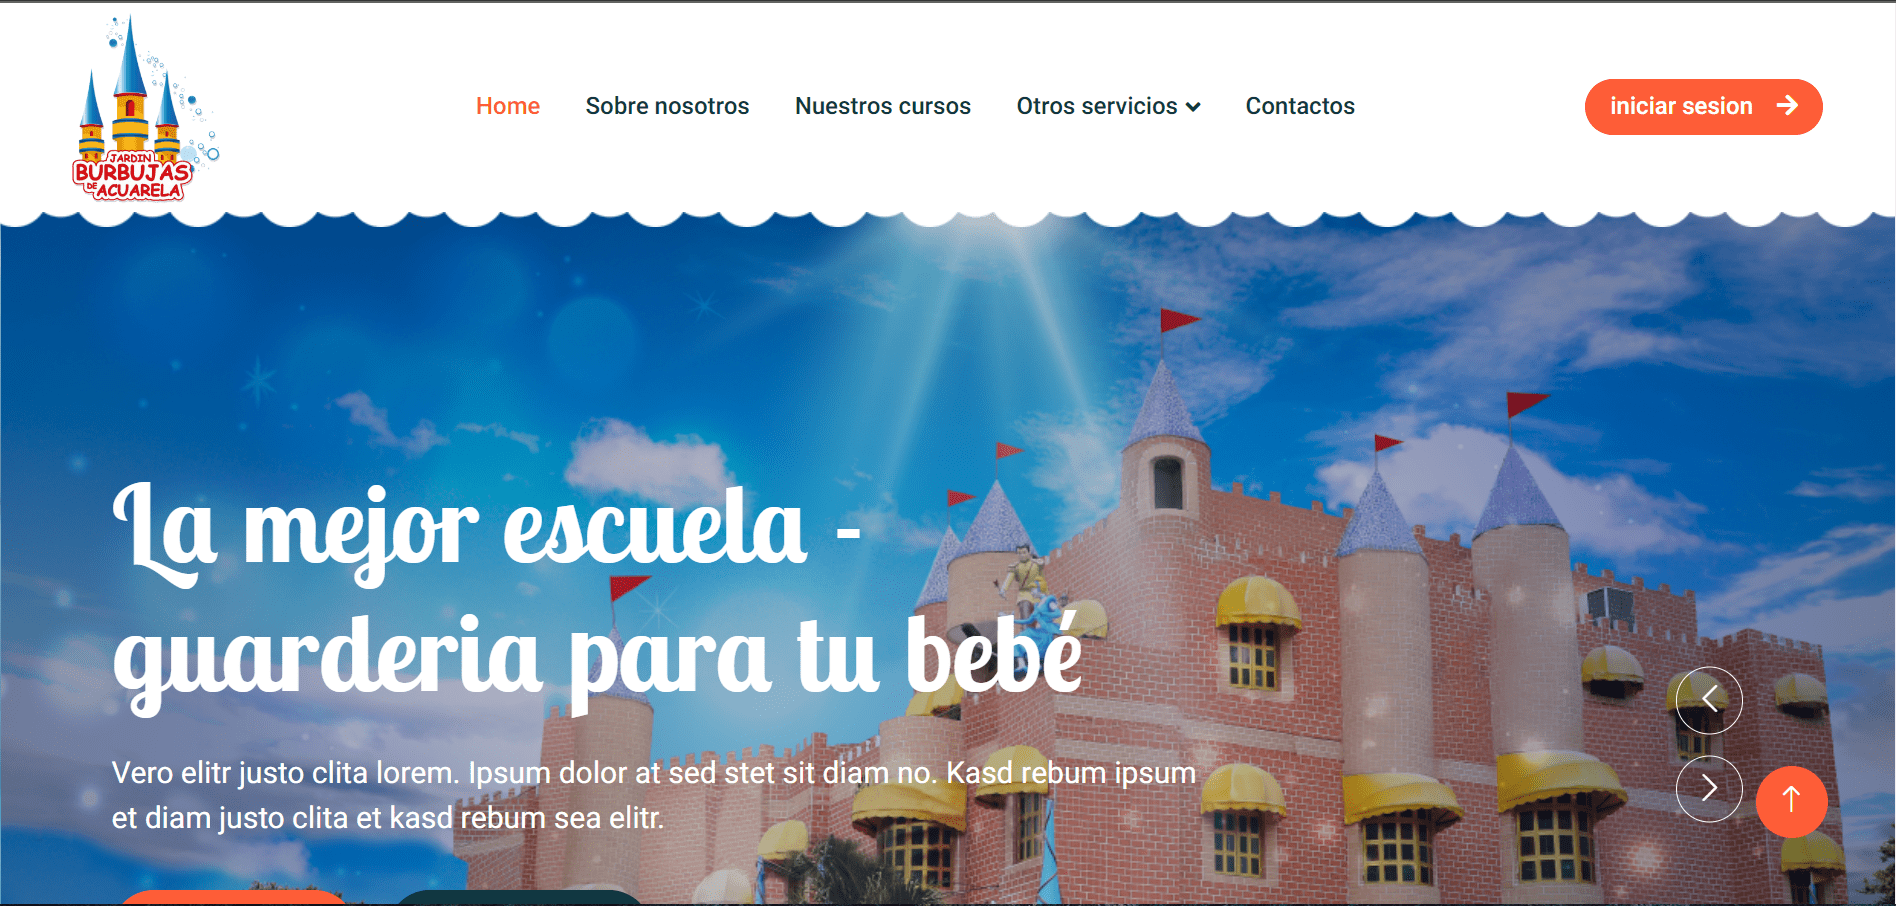 JARDIN
BURBUJAS
DE ACUARELA
Home
Sobre nosotros
Nuestros cursos
Otros servicios
Contactos
iniciar sesion
La mejor escuela -
guarderia para tu bebé
Vero elitr justo clita lorem. Ipsum dolor at sed stet sit diam no. Kasd rebum ipsum
et diam justo clita et kasd rebum sea elitr.